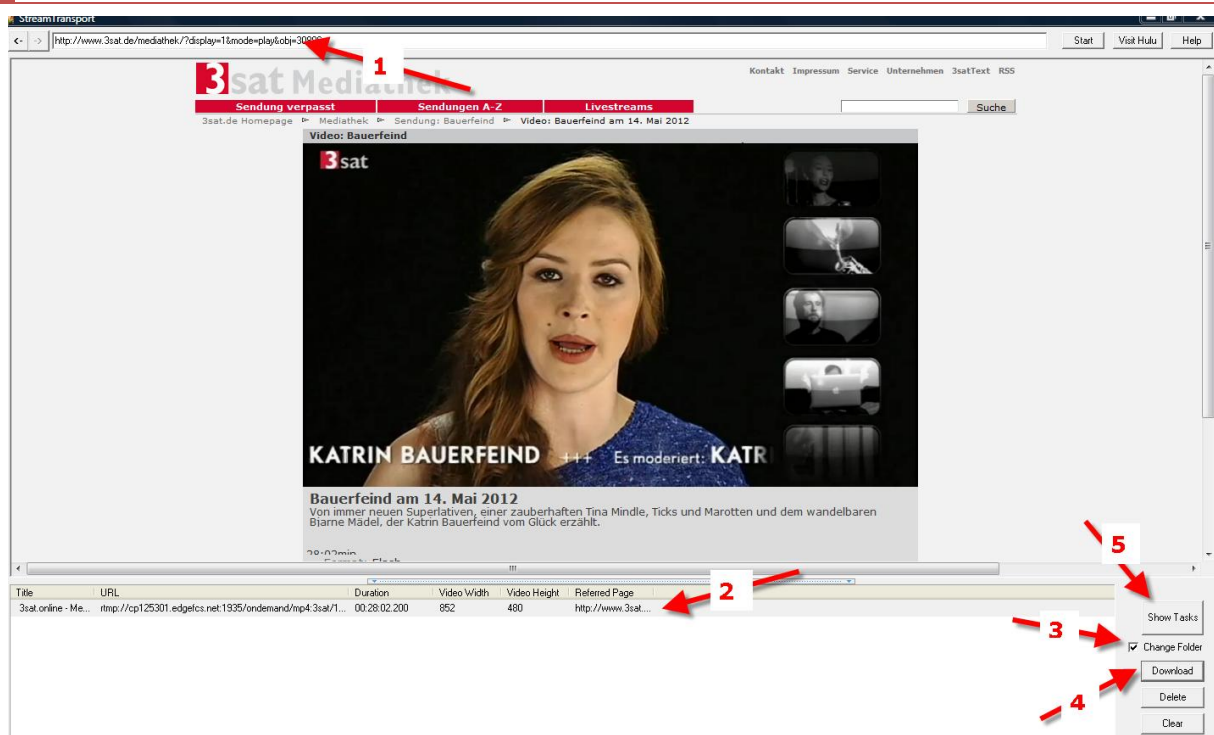 StreamTransport
<- -> http://www.3sat.de/mediathek/?display=1&mode=play&obj=30 Start Visit Hulu Help
1
3sat Mediathek
Kontakt Impressum Service Unternehmen 3satText RSS
Sendung verpasst Sendungen A-Z Livestreams Suche
3sat.de Homepage Mediathek Sendung: Bauerfeind Video: Bauerfeind am 14. Mai 2012
Video: Bauerfeind
3sat
KATRIN BAUERFEIND +++ Es moderiert: KATRI
Bauerfeind am 14. Mai 2012
Von immer neuen Superlativen, einer zauberhaften Tina Mindle, Ticks und Marotten und dem wandelbaren
Bjarne Mädel, der Katrin Bauerfeind vom Glück erzählt.
28:02min
5
Title URL Duration Video Width Video Height Referred Page
3sat.online - Me... rtmp://cp125301.edgefcs.net:1935/ondemand/mp4:3sat/1... 00:28:02.200 852 480 http://www.3sat....
2
Show Tasks
3
Change Folder
Download
4
Delete
Clear